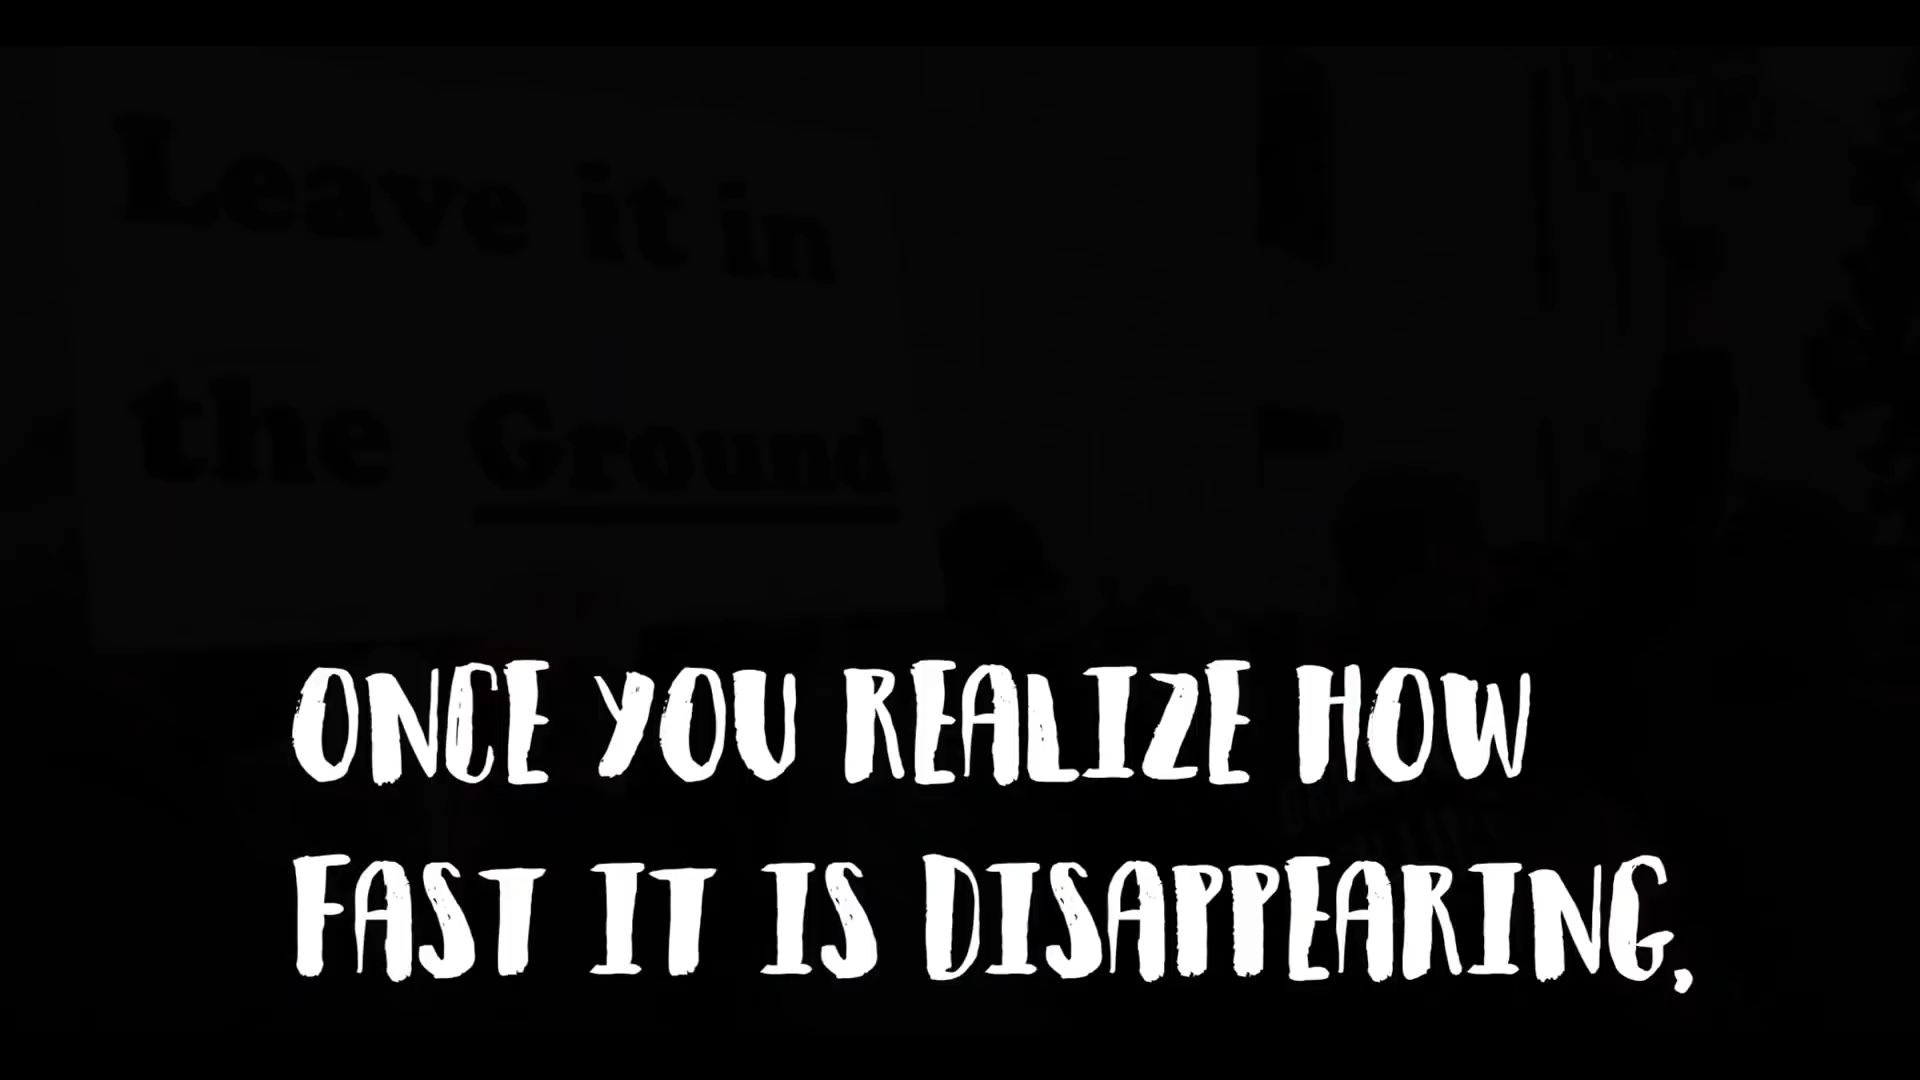 Leave it in
the Ground
ONCE YOU REALIZE HOW
FAST IT IS DISAPPEARING,